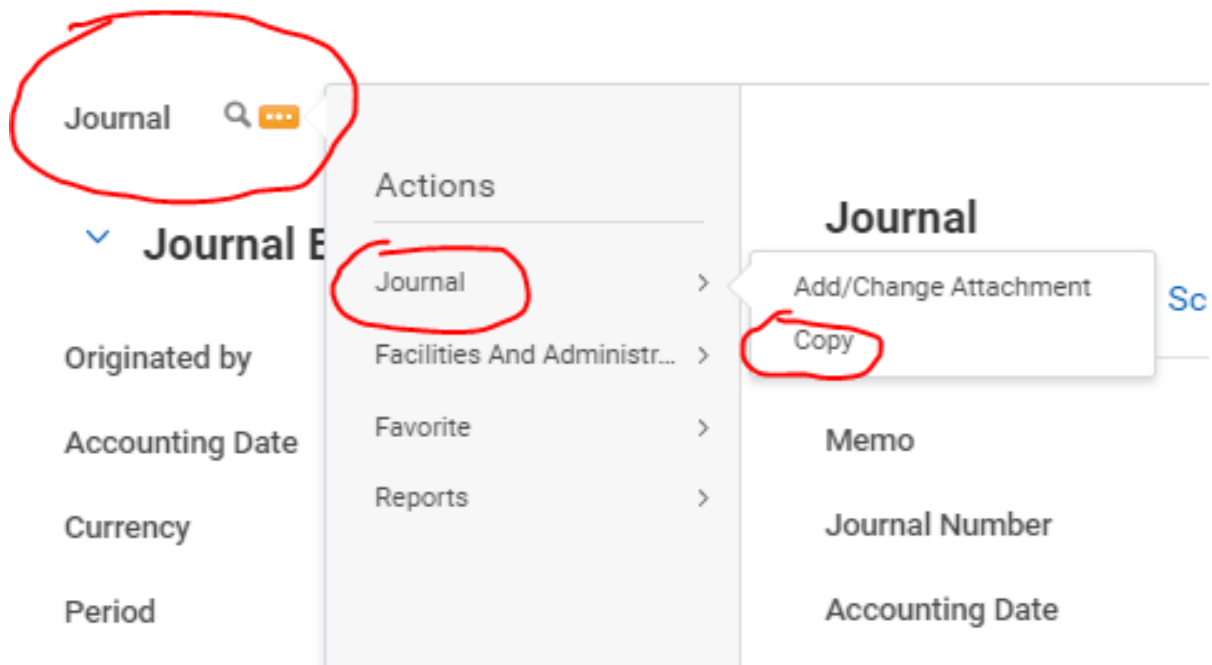 Journal
Actions
Journal
Journal E
Journal
Add/Change Attachment
Sc
Copy
Originated by
Facilities And Administr...
Accounting Date
Favorite
Memo
Currency
Reports
Journal Number
Period
Accounting Date